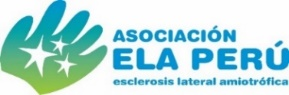 ASOCIACIÓN
ELA PERÚ
esclerosis lateral amiotrófica